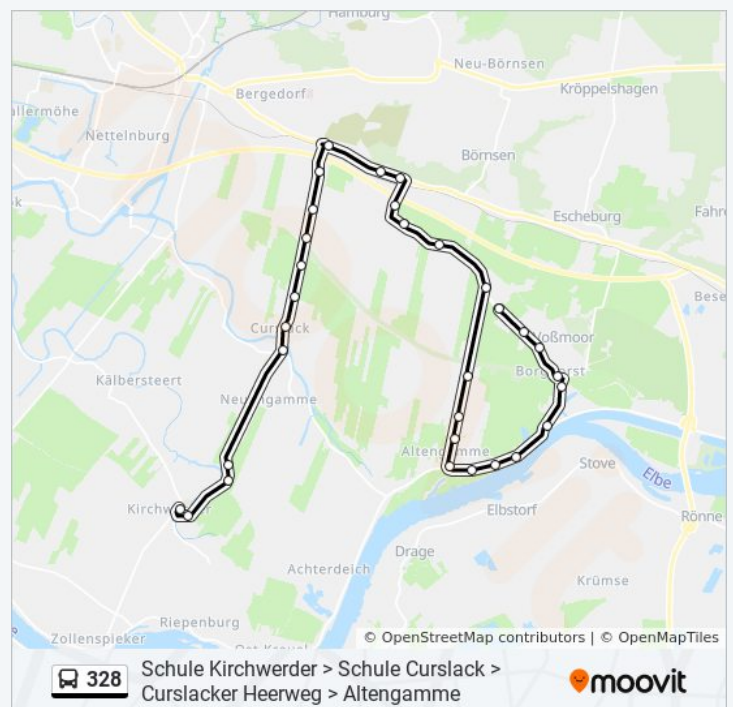 Hamburg
Neu-Börnsen
Kröppelshagen
Bergedorf
allermöhe
Nettelnburg
Börnsen
k
Escheburg
Fahre
Bese
Curslack
Voßmoor
Kälbersteert
Borghorst
Neuengamme
Altengamme
Stove
Elbe
Kirchwerder
Elbstorf
Rönne
Drage
Achterdeich
Krümse
Riepenburg
Zollenspieker
© OpenStreetMap contributors | © OpenMapTiles
328
Schule Kirchwerder > Schule Curslack >
Curslacker Heerweg > Altengamme
moovit